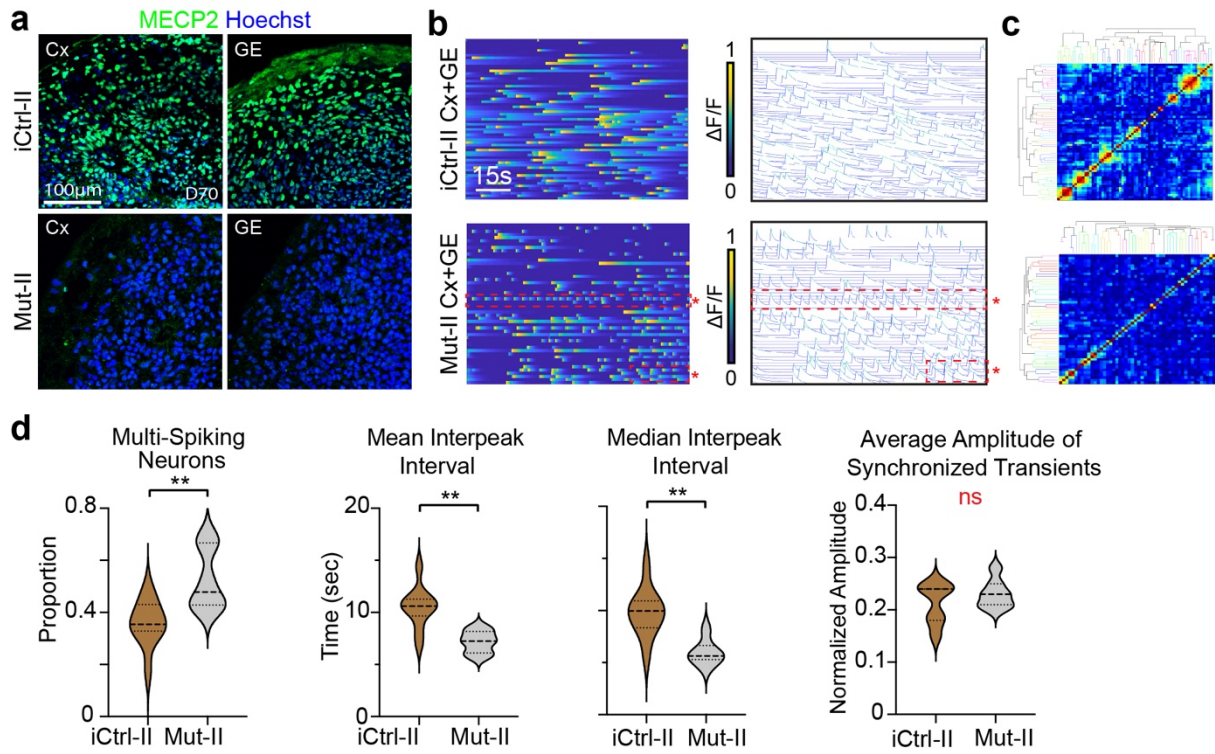 a
MECP2 Hoechst
iCtrl-II
Cx
GE
100µm
D70
Mut-II
Cx
GE
b
iCtrl-II Cx+GE
15s
1
ΔF/F
0
Mut-II Cx+GE
*
*
1
ΔF/F
0
*
*
c
d
Multi-Spiking
Neurons
**
Proportion
0.8
0.4
0
iCtrl-II Mut-II
Mean Interpeak
Interval
**
Time (sec)
20
10
0
iCtrl-II Mut-II
Median Interpeak
Interval
**
iCtrl-II Mut-II
Average Amplitude of
Synchronized Transients
ns
Normalized Amplitude
0.4
0.3
0.2
0.1
0
iCtrl-II Mut-II